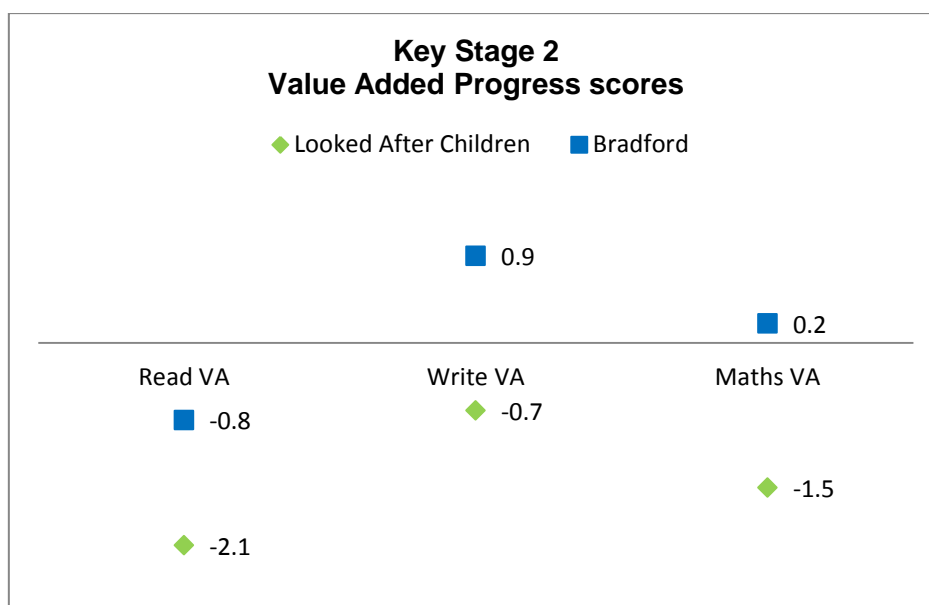 Key Stage 2
Value Added Progress scores
Looked After Children Bradford
0.9
0.2
Read VA Write VA Maths VA
-0.8 -0.7
-1.5
-2.1